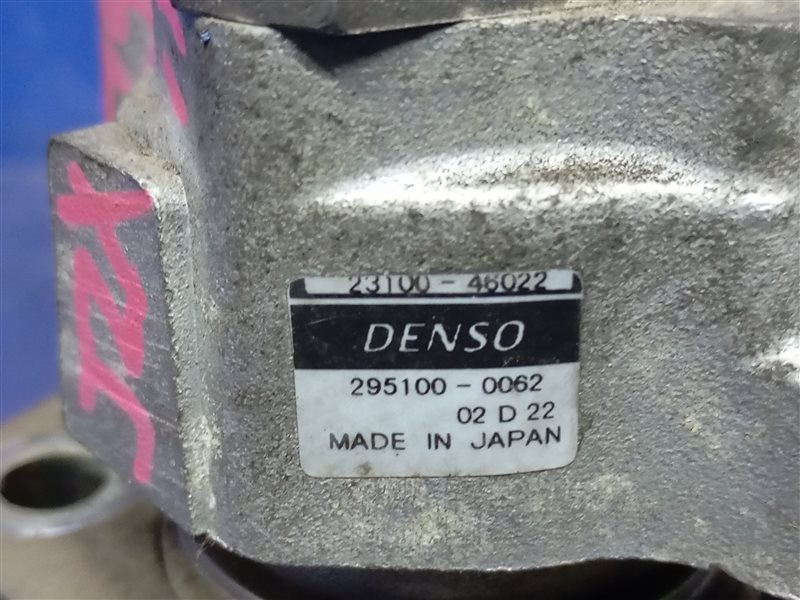 23100 - 46022
DENSO
295100 - 0062
02 D 22
MADE IN JAPAN